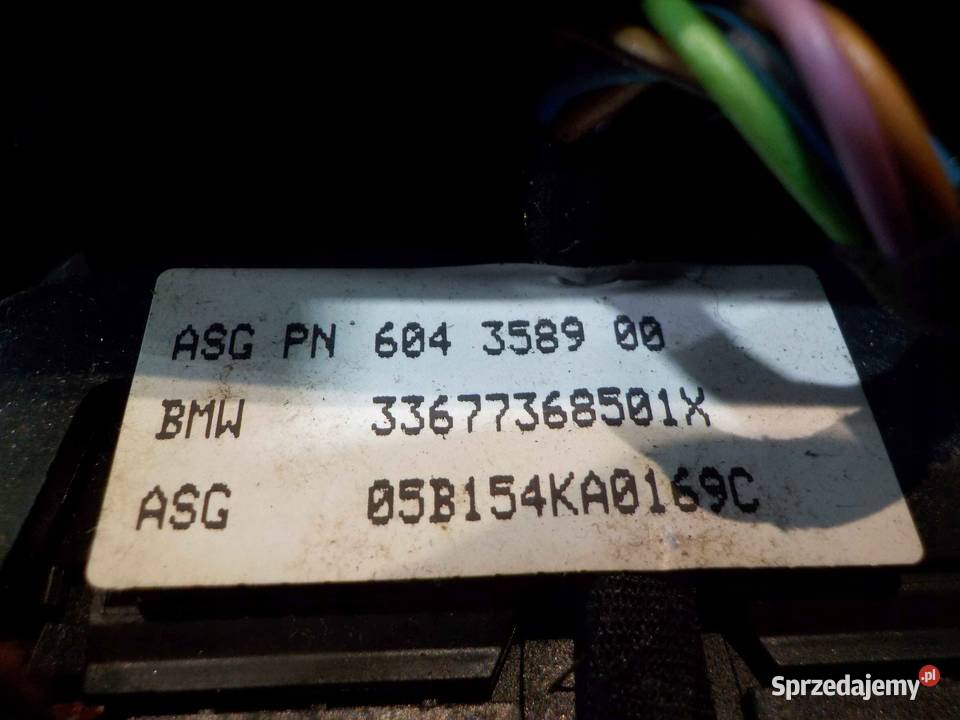 ASG PN 604 3589 00
BMW 33677368501X
ASG 05B154KA0169C
Sprzedajemy.pl